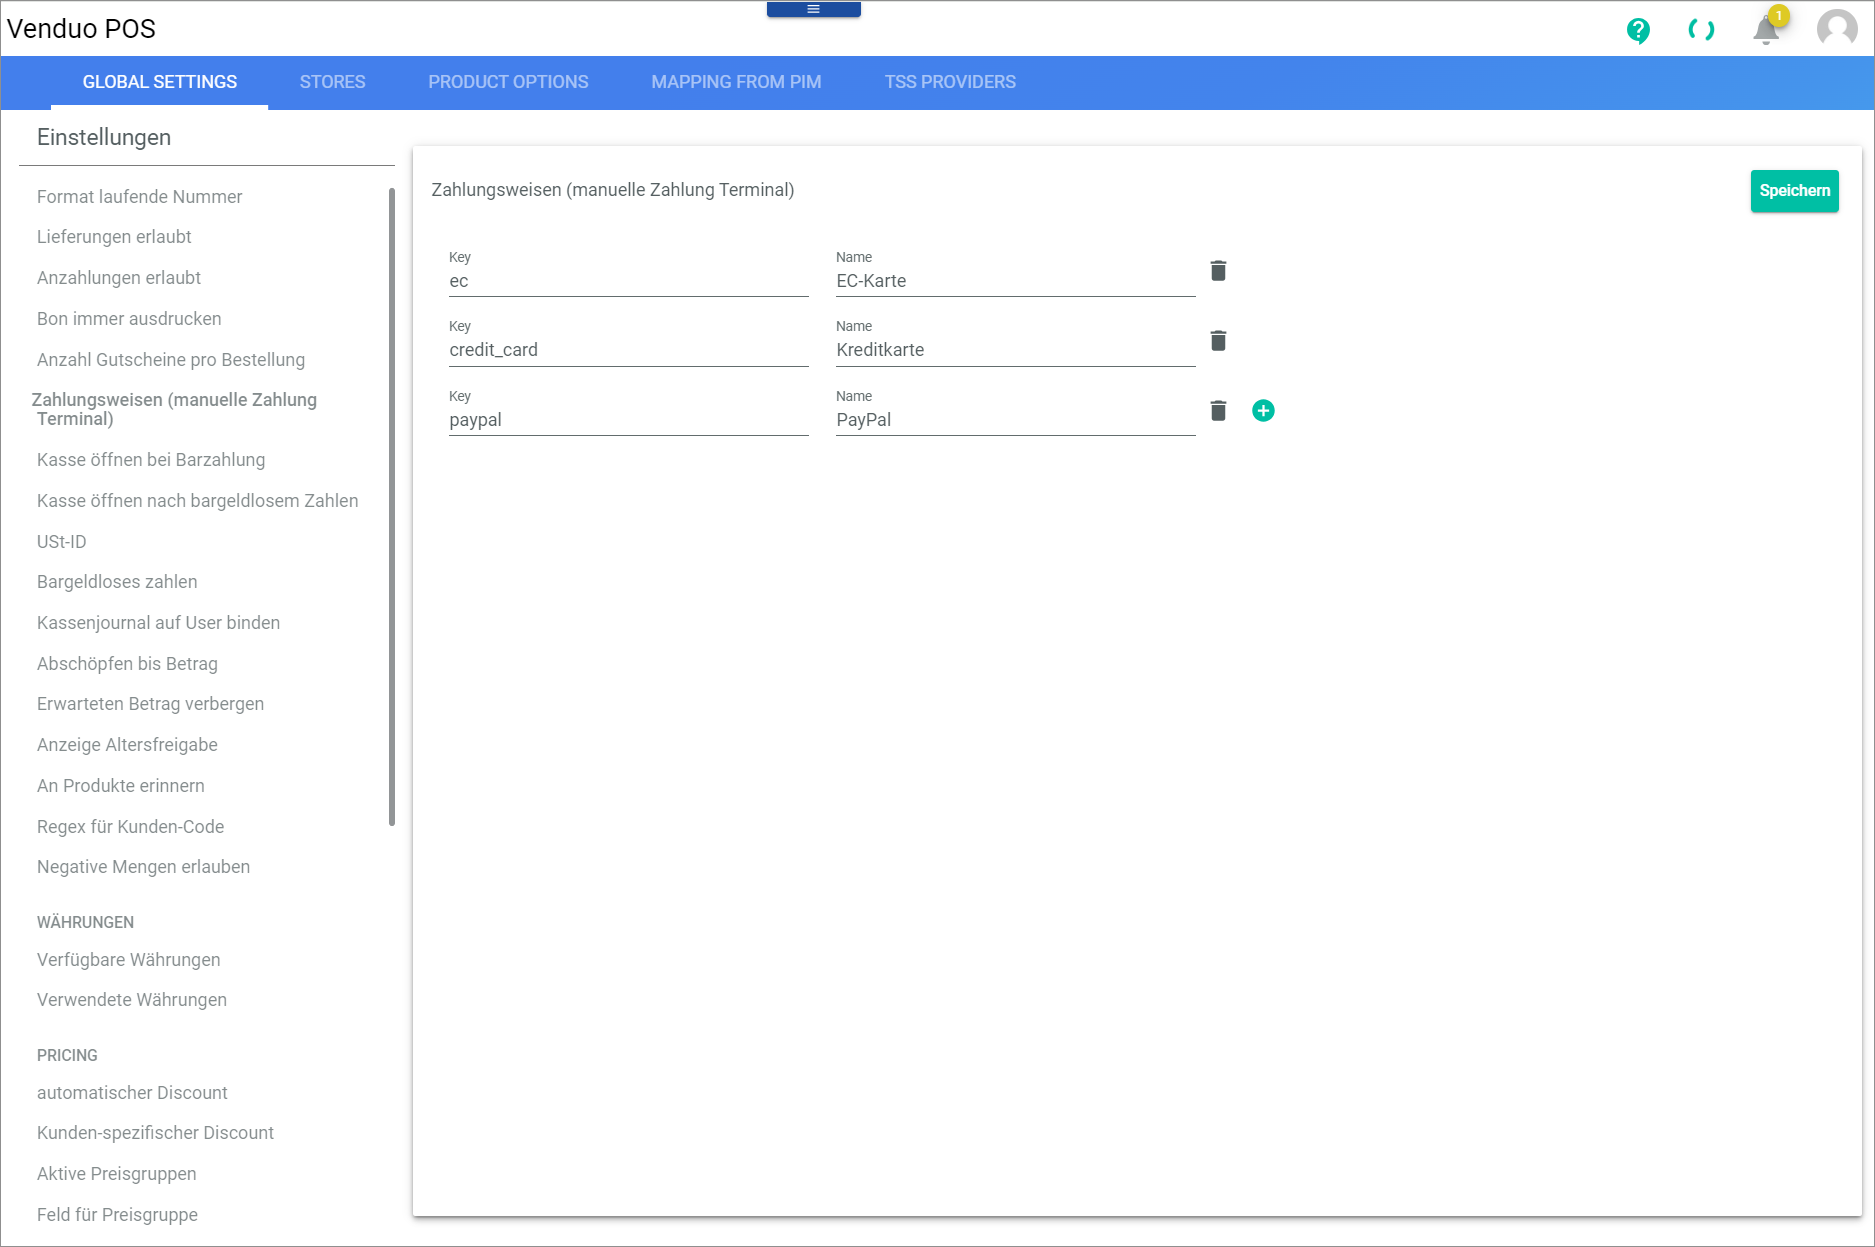 Venduo POS
1
GLOBAL SETTINGS
STORES
PRODUCT OPTIONS
MAPPING FROM PIM
TSS PROVIDERS
Einstellungen
Format laufende Nummer
Lieferungen erlaubt
Anzahlungen erlaubt
Bon immer ausdrucken
Anzahl Gutscheine pro Bestellung
Zahlungsweisen (manuelle Zahlung
Terminal)
Kasse öffnen bei Barzahlung
Kasse öffnen nach bargeldlosem Zahlen
USt-ID
Bargeldloses zahlen
Kassenjournal auf User binden
Abschöpfen bis Betrag
Erwarteten Betrag verbergen
Anzeige Altersfreigabe
An Produkte erinnern
Regex für Kunden-Code
Negative Mengen erlauben
WÄHRUNGEN
Verfügbare Währungen
Verwendete Währungen
PRICING
automatischer Discount
Kunden-spezifischer Discount
Aktive Preisgruppen
Feld für Preisgruppe
Zahlungsweisen (manuelle Zahlung Terminal)
Speichern
Key
Name
ec
EC-Karte
Key
Name
credit_card
Kreditkarte
Key
Name
paypal
PayPal